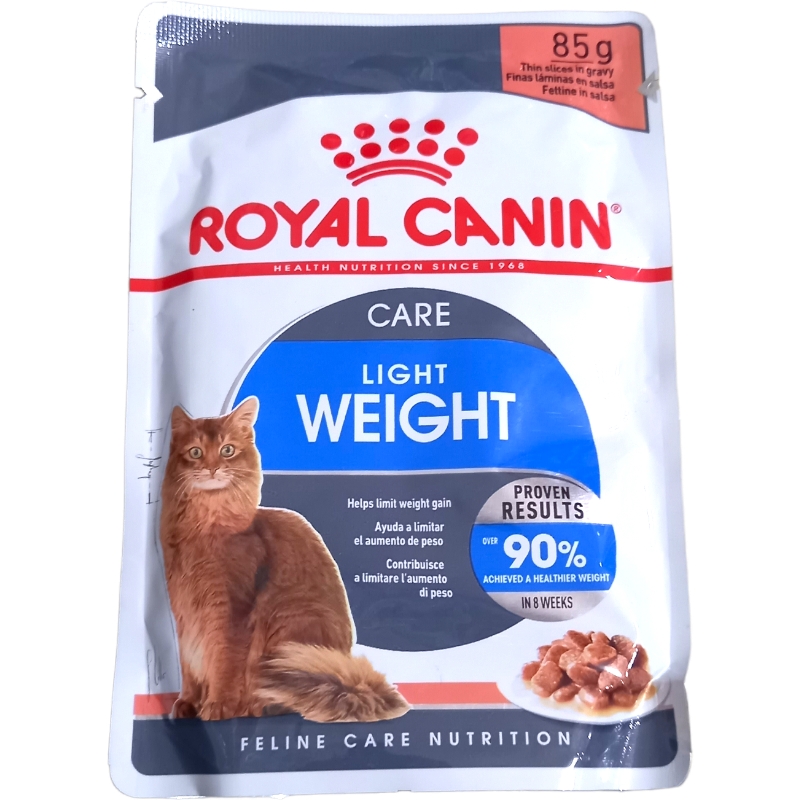 85g
Thin slices in gravy
Finas láminas en salsa
Fettine in salsa
ROYAL CANIN®
HEALTH NUTRITION SINCE 1968
CARE
LIGHT
WEIGHT
Helps limit weight gain
Ayuda a limitar
el aumento de peso
Contribuisce
a limitare l'aumento
di peso
PROVEN
RESULTS
OVER 90%
ACHIEVED A HEALTHIER WEIGHT
IN 8 WEEKS
FELINE CARE NUTRITION